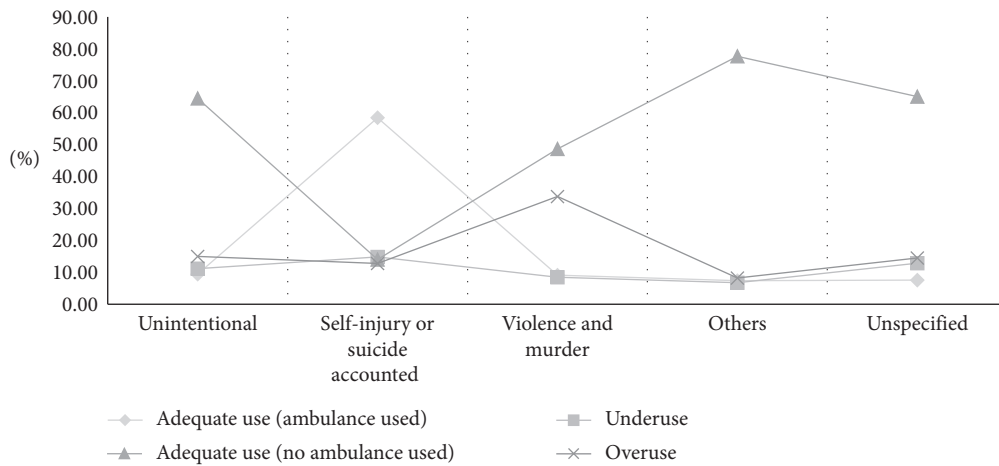 90.00
80.00
70.00
60.00
50.00
40.00
30.00
20.00
10.00
0.00
(%)
Unintentional
Self-injury or
suicide
accounted
Violence and
murder
Others
Unspecified
Adequate use (ambulance used)
Adequate use (no ambulance used)
Underuse
Overuse